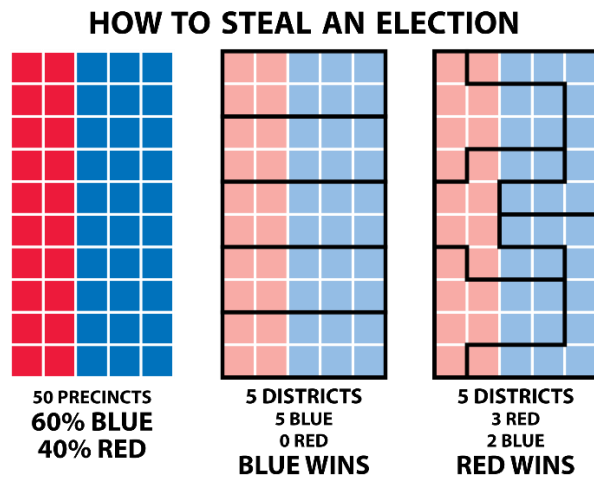 HOW TO STEAL AN ELECTION
50 PRECINCTS
60% BLUE
40% RED
5 DISTRICTS
5 BLUE
0 RED
BLUE WINS
5 DISTRICTS
3 RED
2 BLUE
RED WINS